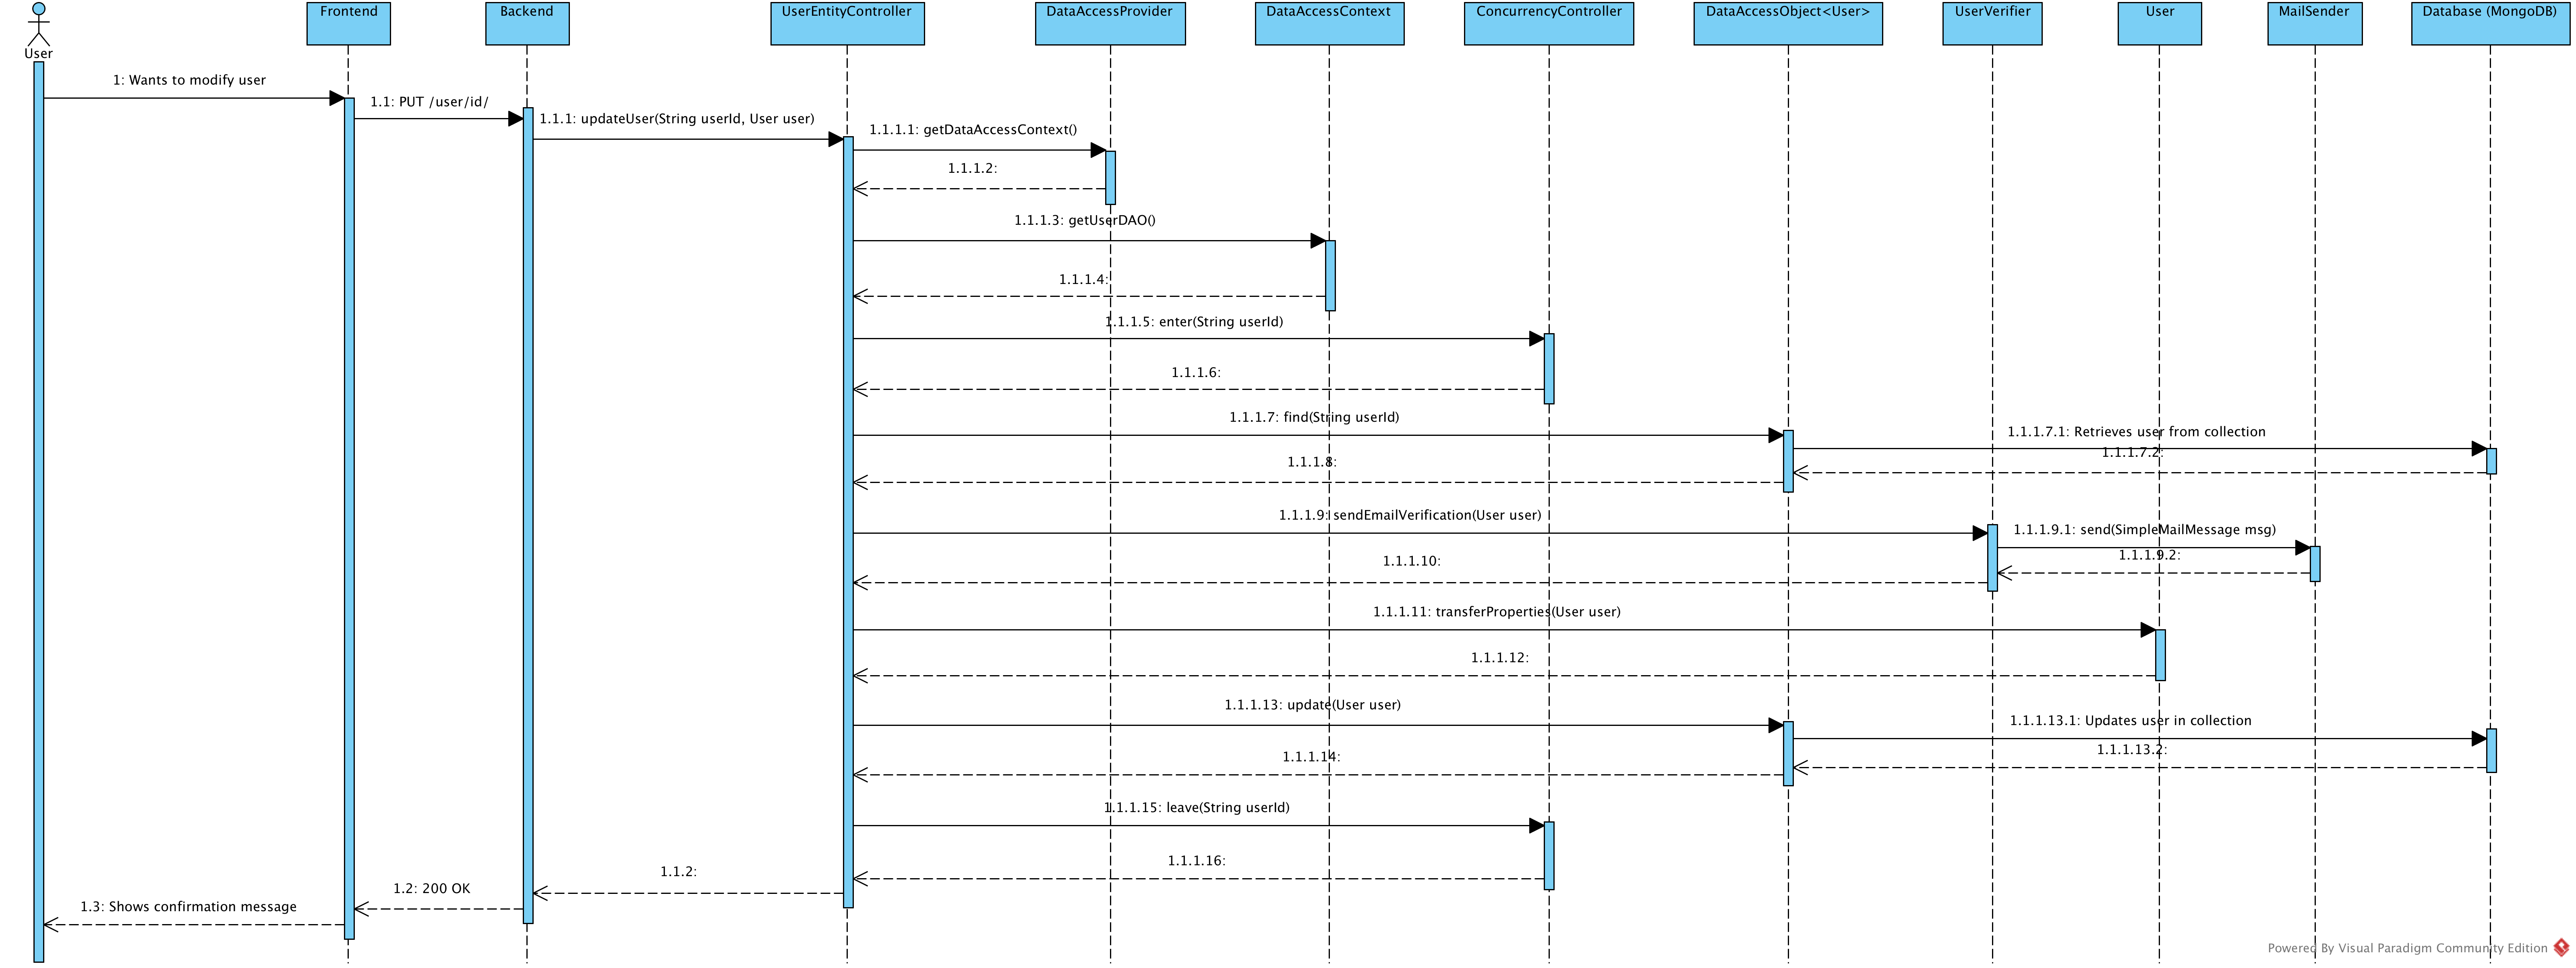 Frontend
Backend
UserEntityController
DataAccessProvider
DataAccessContext
ConcurrencyController
DataAccessObject<User>
UserVerifier
User
MailSender
Database (MongoDB)
User
1: Wants to modify user
1.1: PUT /user/id/
1.1.1: updateUser(String userId, User user)
1.1.1.1: getDataAccessContext()
1.1.1.2:
1.1.1.3: getUserDAO()
1.1.1.4:
1.1.1.5: enter(String userId)
1.1.1.6:
1.1.1.7: find(String userId)
1.1.1.7.1: Retrieves user from collection
1.1.1.7.2:
1.1.1.8:
1.1.1.9: sendEmailVerification(User user)
1.1.1.9.1: send(SimpleMailMessage msg)
1.1.1.9.2:
1.1.1.10:
1.1.1.11: transferProperties(User user)
1.1.1.12:
1.1.1.13: update(User user)
1.1.1.13.1: Updates user in collection
1.1.1.13.2:
1.1.1.14:
1.1.1.15: leave(String userId)
1.1.1.16:
1.1.2:
1.2: 200 OK
1.3: Shows confirmation message
Powered By Visual Paradigm Community Edition